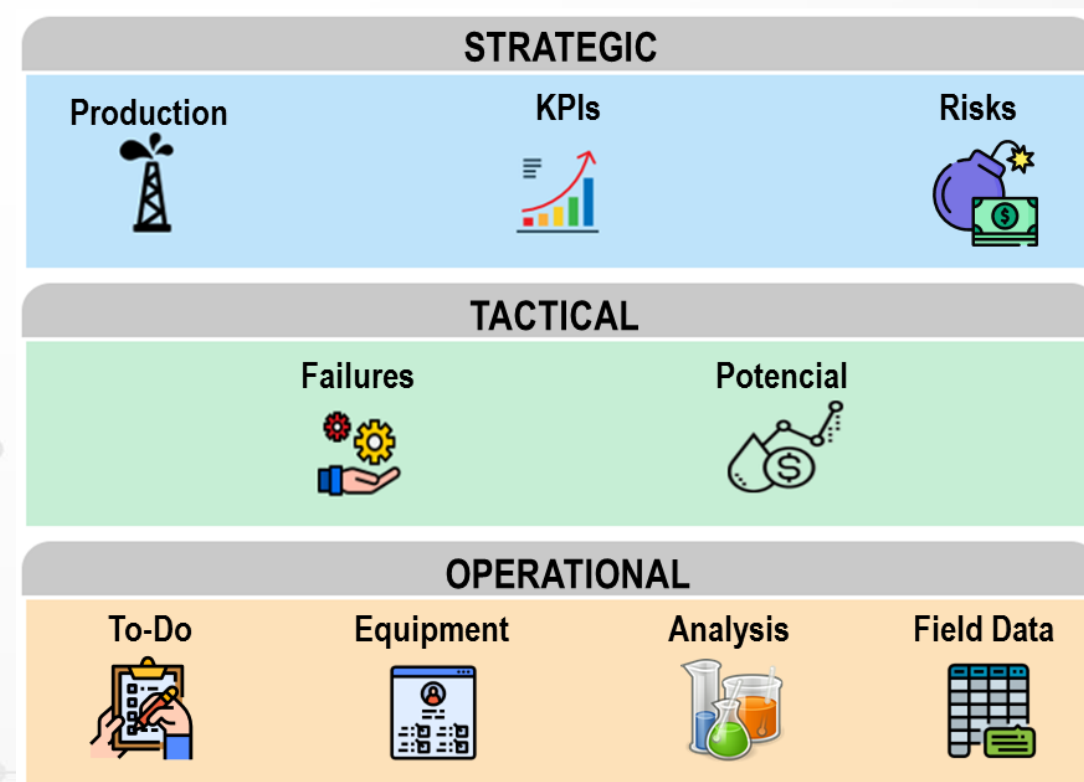 STRATEGIC
Production KPIs Risks
TACTICAL
Failures Potencial
OPERATIONAL
To-Do Equipment Analysis Field Data